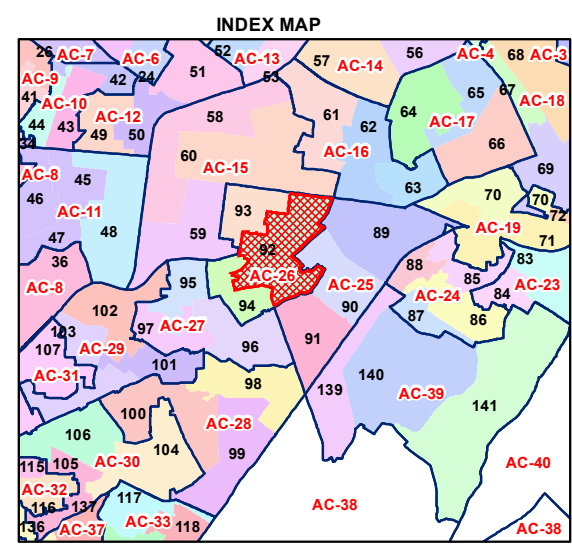 INDEX MAP
26 AC-7 AC-6 52 AC-13 57 AC-14 56 AC-4 68 AC-3
AC-9 42 24 51 53 65 67
41 AC-10 AC-12 58 61 64 AC-18
44 43 49 50 62 AC-17
34 60 AC-16 66
AC-8 45 AC-15 63 69
46 AC-11 93 70 70
47 48 59 89 AC-19 72
36 92 71
AC-8 95 AC-26 AC-25 88 85 83
102 94 90 AC-24 84 AC-23
103 97 AC-27 87 86
107 AC-29 96 91
AC-31 101 98 139 140 AC-39
100 AC-28 141
106 104 99
115 105 AC-30 AC-40
AC-32 117 AC-38
116 137
136 AC-37 AC-33 118 AC-38